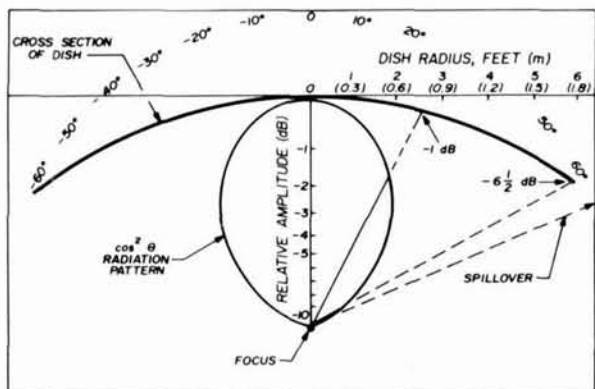 -10° 0 10°
-20° 20°
-30°
-40°
-50°
-60°
CROSS SECTION
OF DISH
DISH RADIUS, FEET (m)
0 1 2 3 4 5 6
(0.3) (0.6) (0.9) (1.2) (1.5) (1.8)
60°
-1 dB
-6 1/2 dB
RELATIVE AMPLITUDE (dB)
-1
-2
-3
-4
-5
-10
cos² θ
RADIATION
PATTERN
SPILLOVER
FOCUS